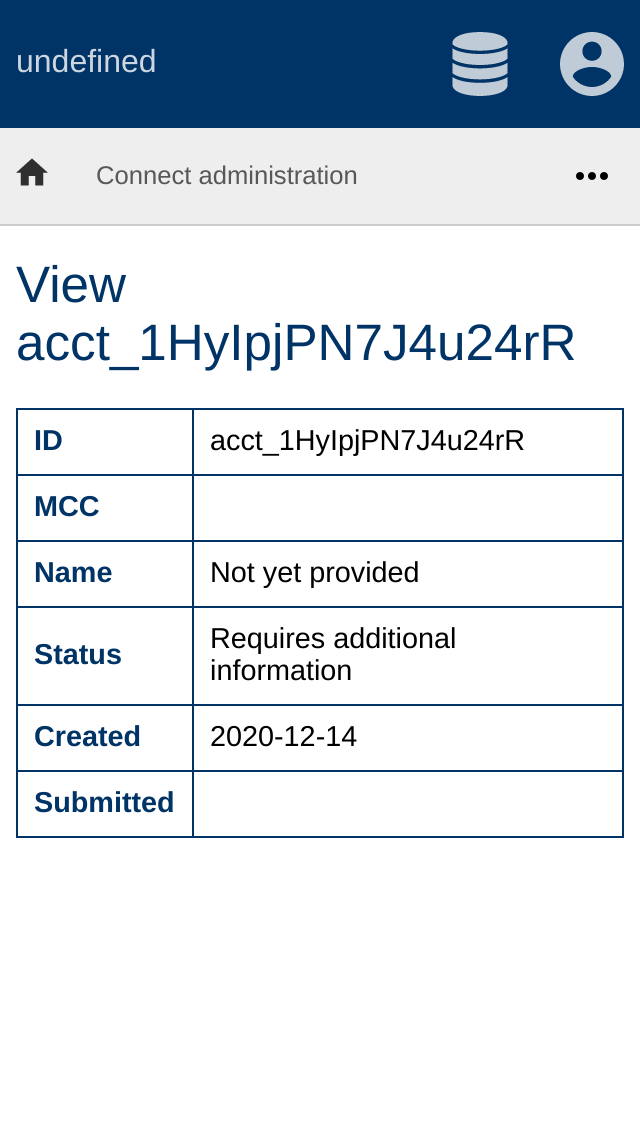 undefined
Connect administration
View
acct_1HyIpjPN7J4u24rR
ID acct_1HyIpjPN7J4u24rR
MCC
Name Not yet provided
Status Requires additional
information
Created 2020-12-14
Submitted